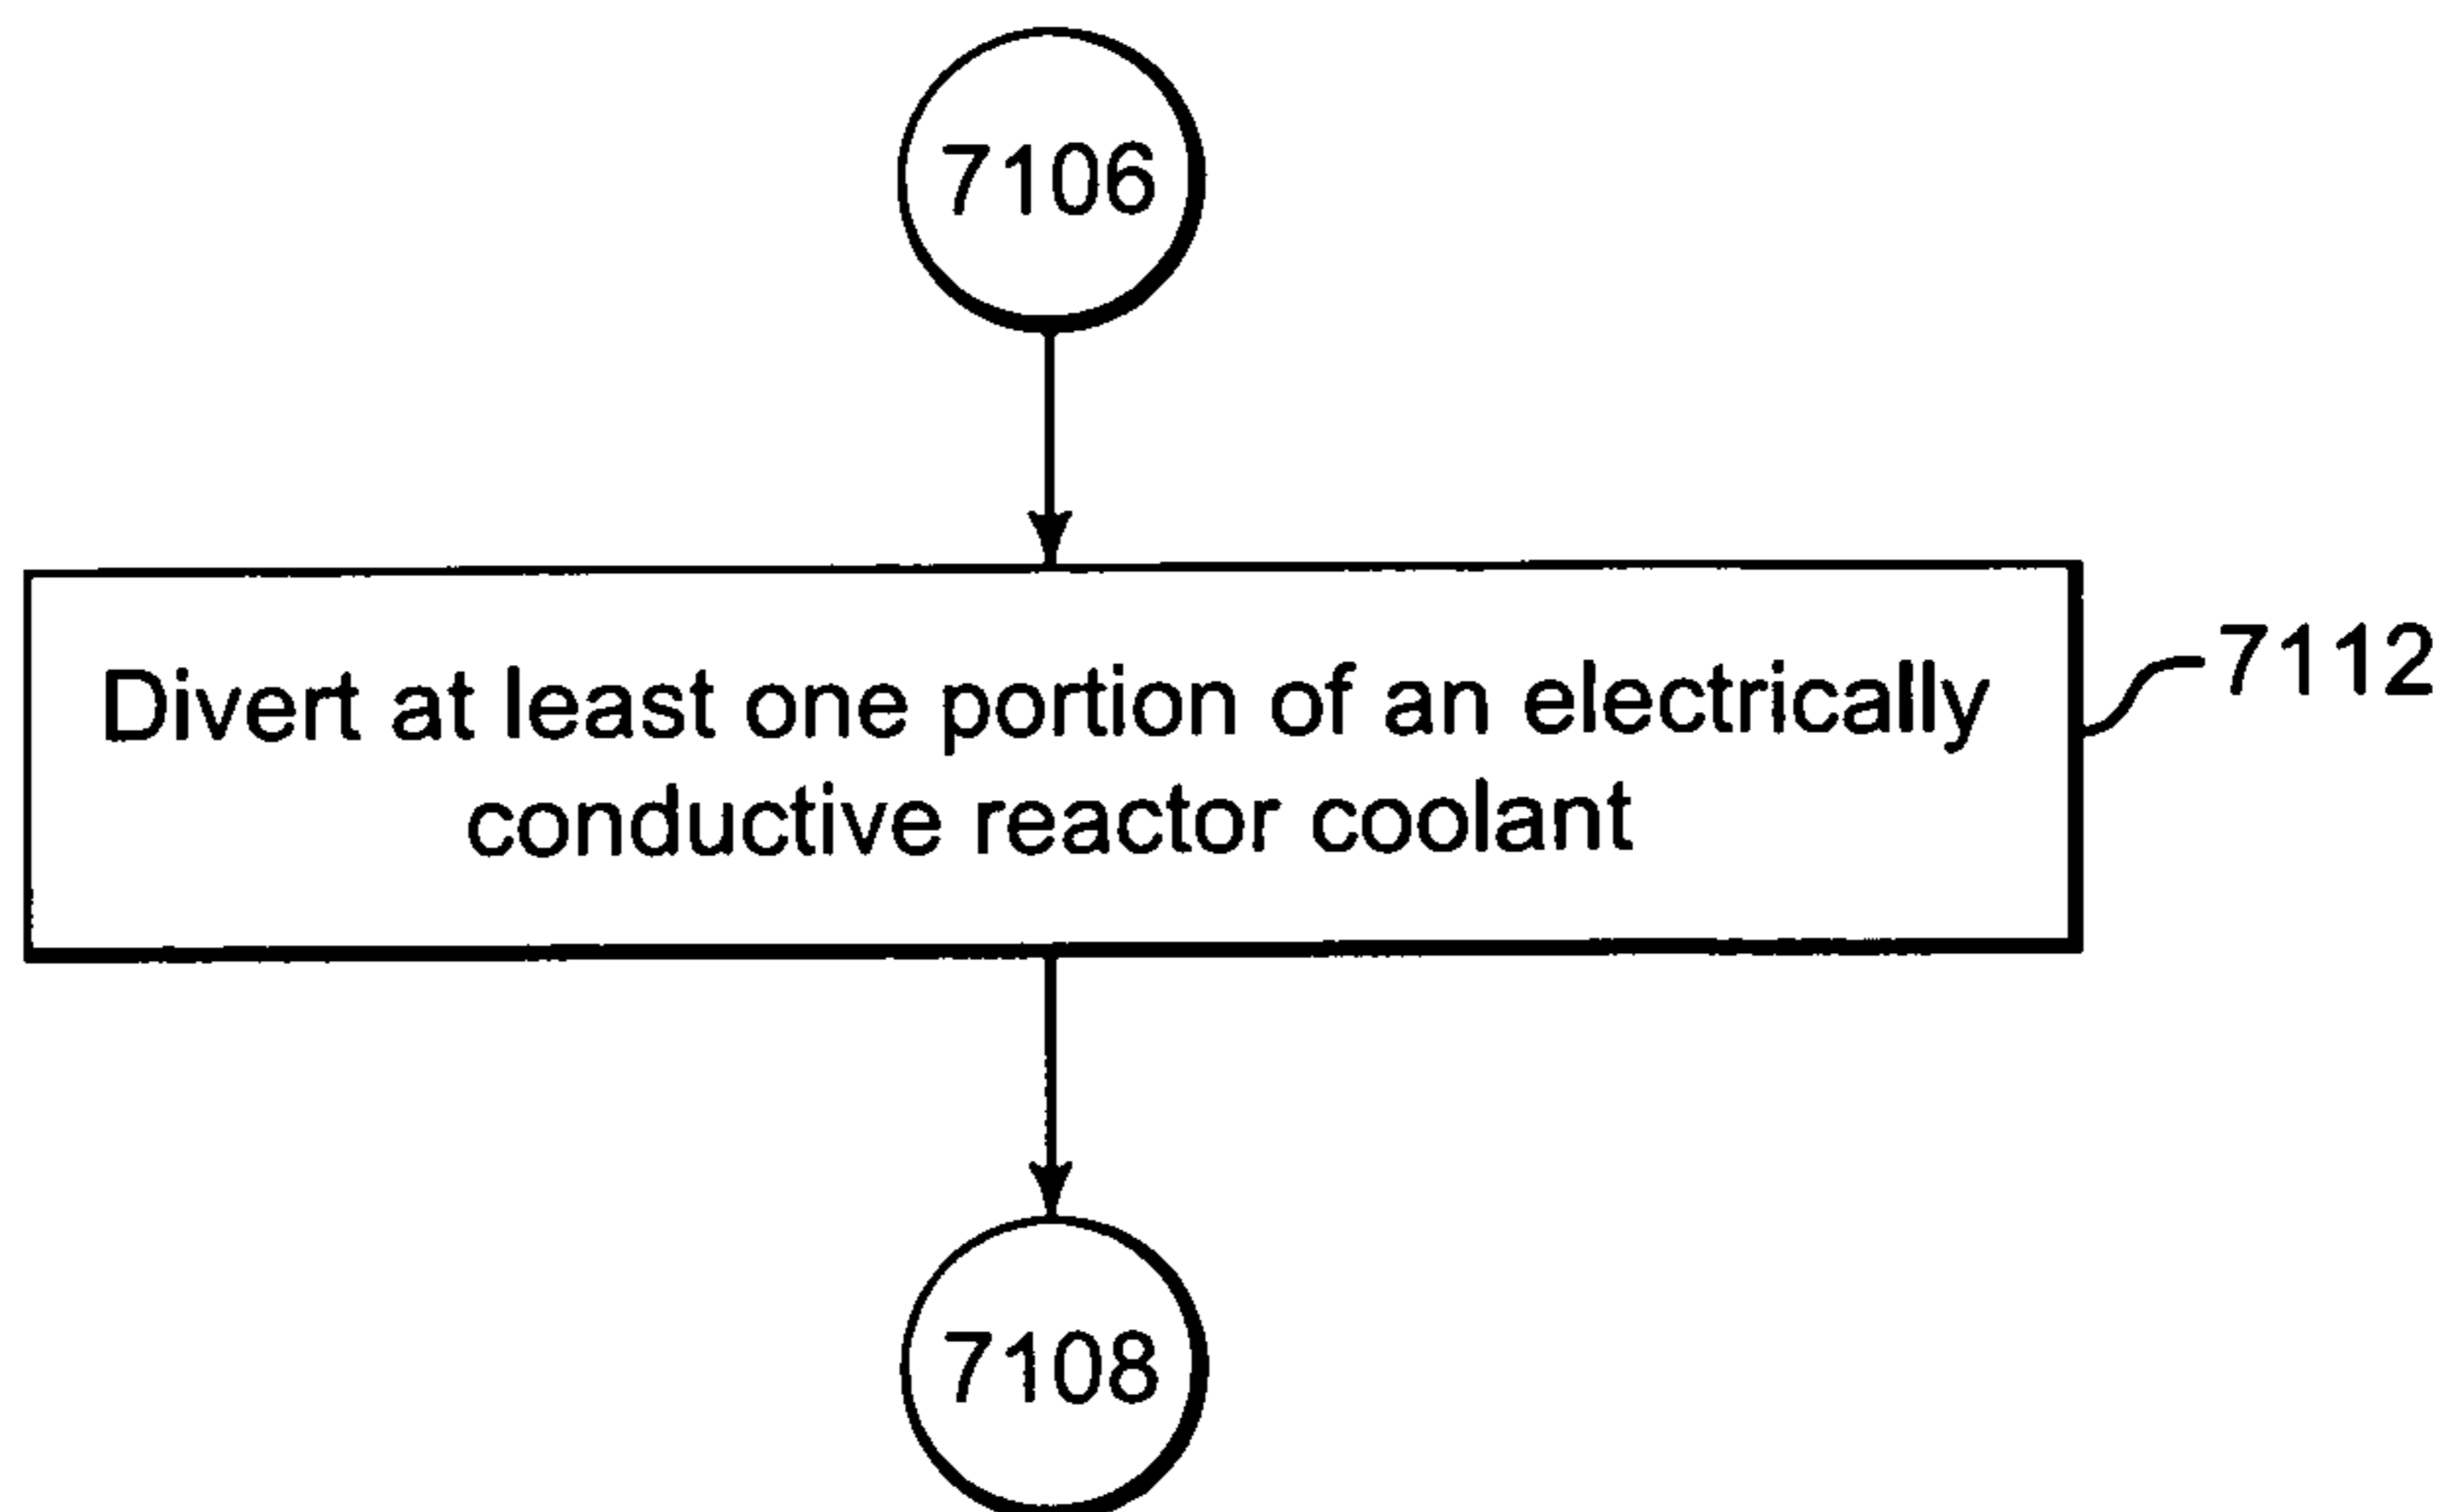 7106
Divert at least one portion of an electrically
conductive reactor coolant
7112
7108